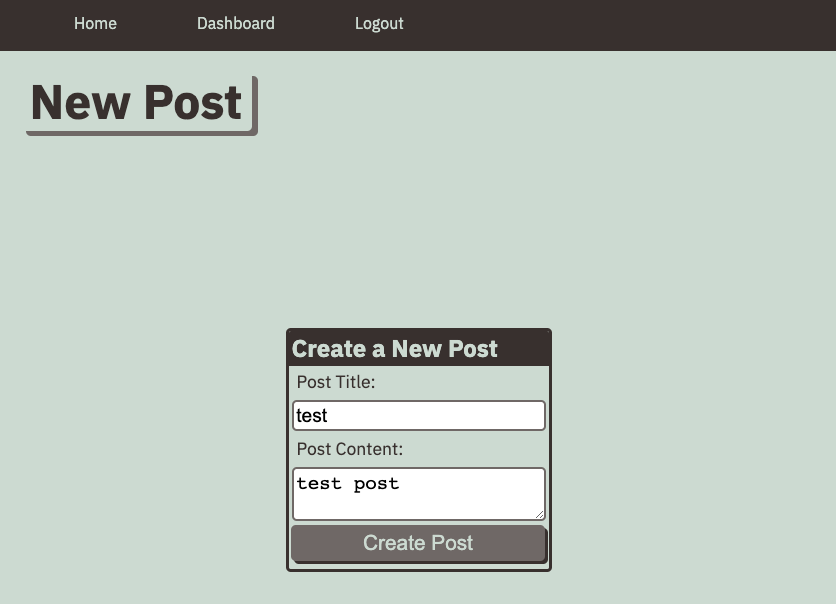 Home Dashboard Logout
New Post
Create a New Post
Post Title:
test
Post Content:
test post
Create Post